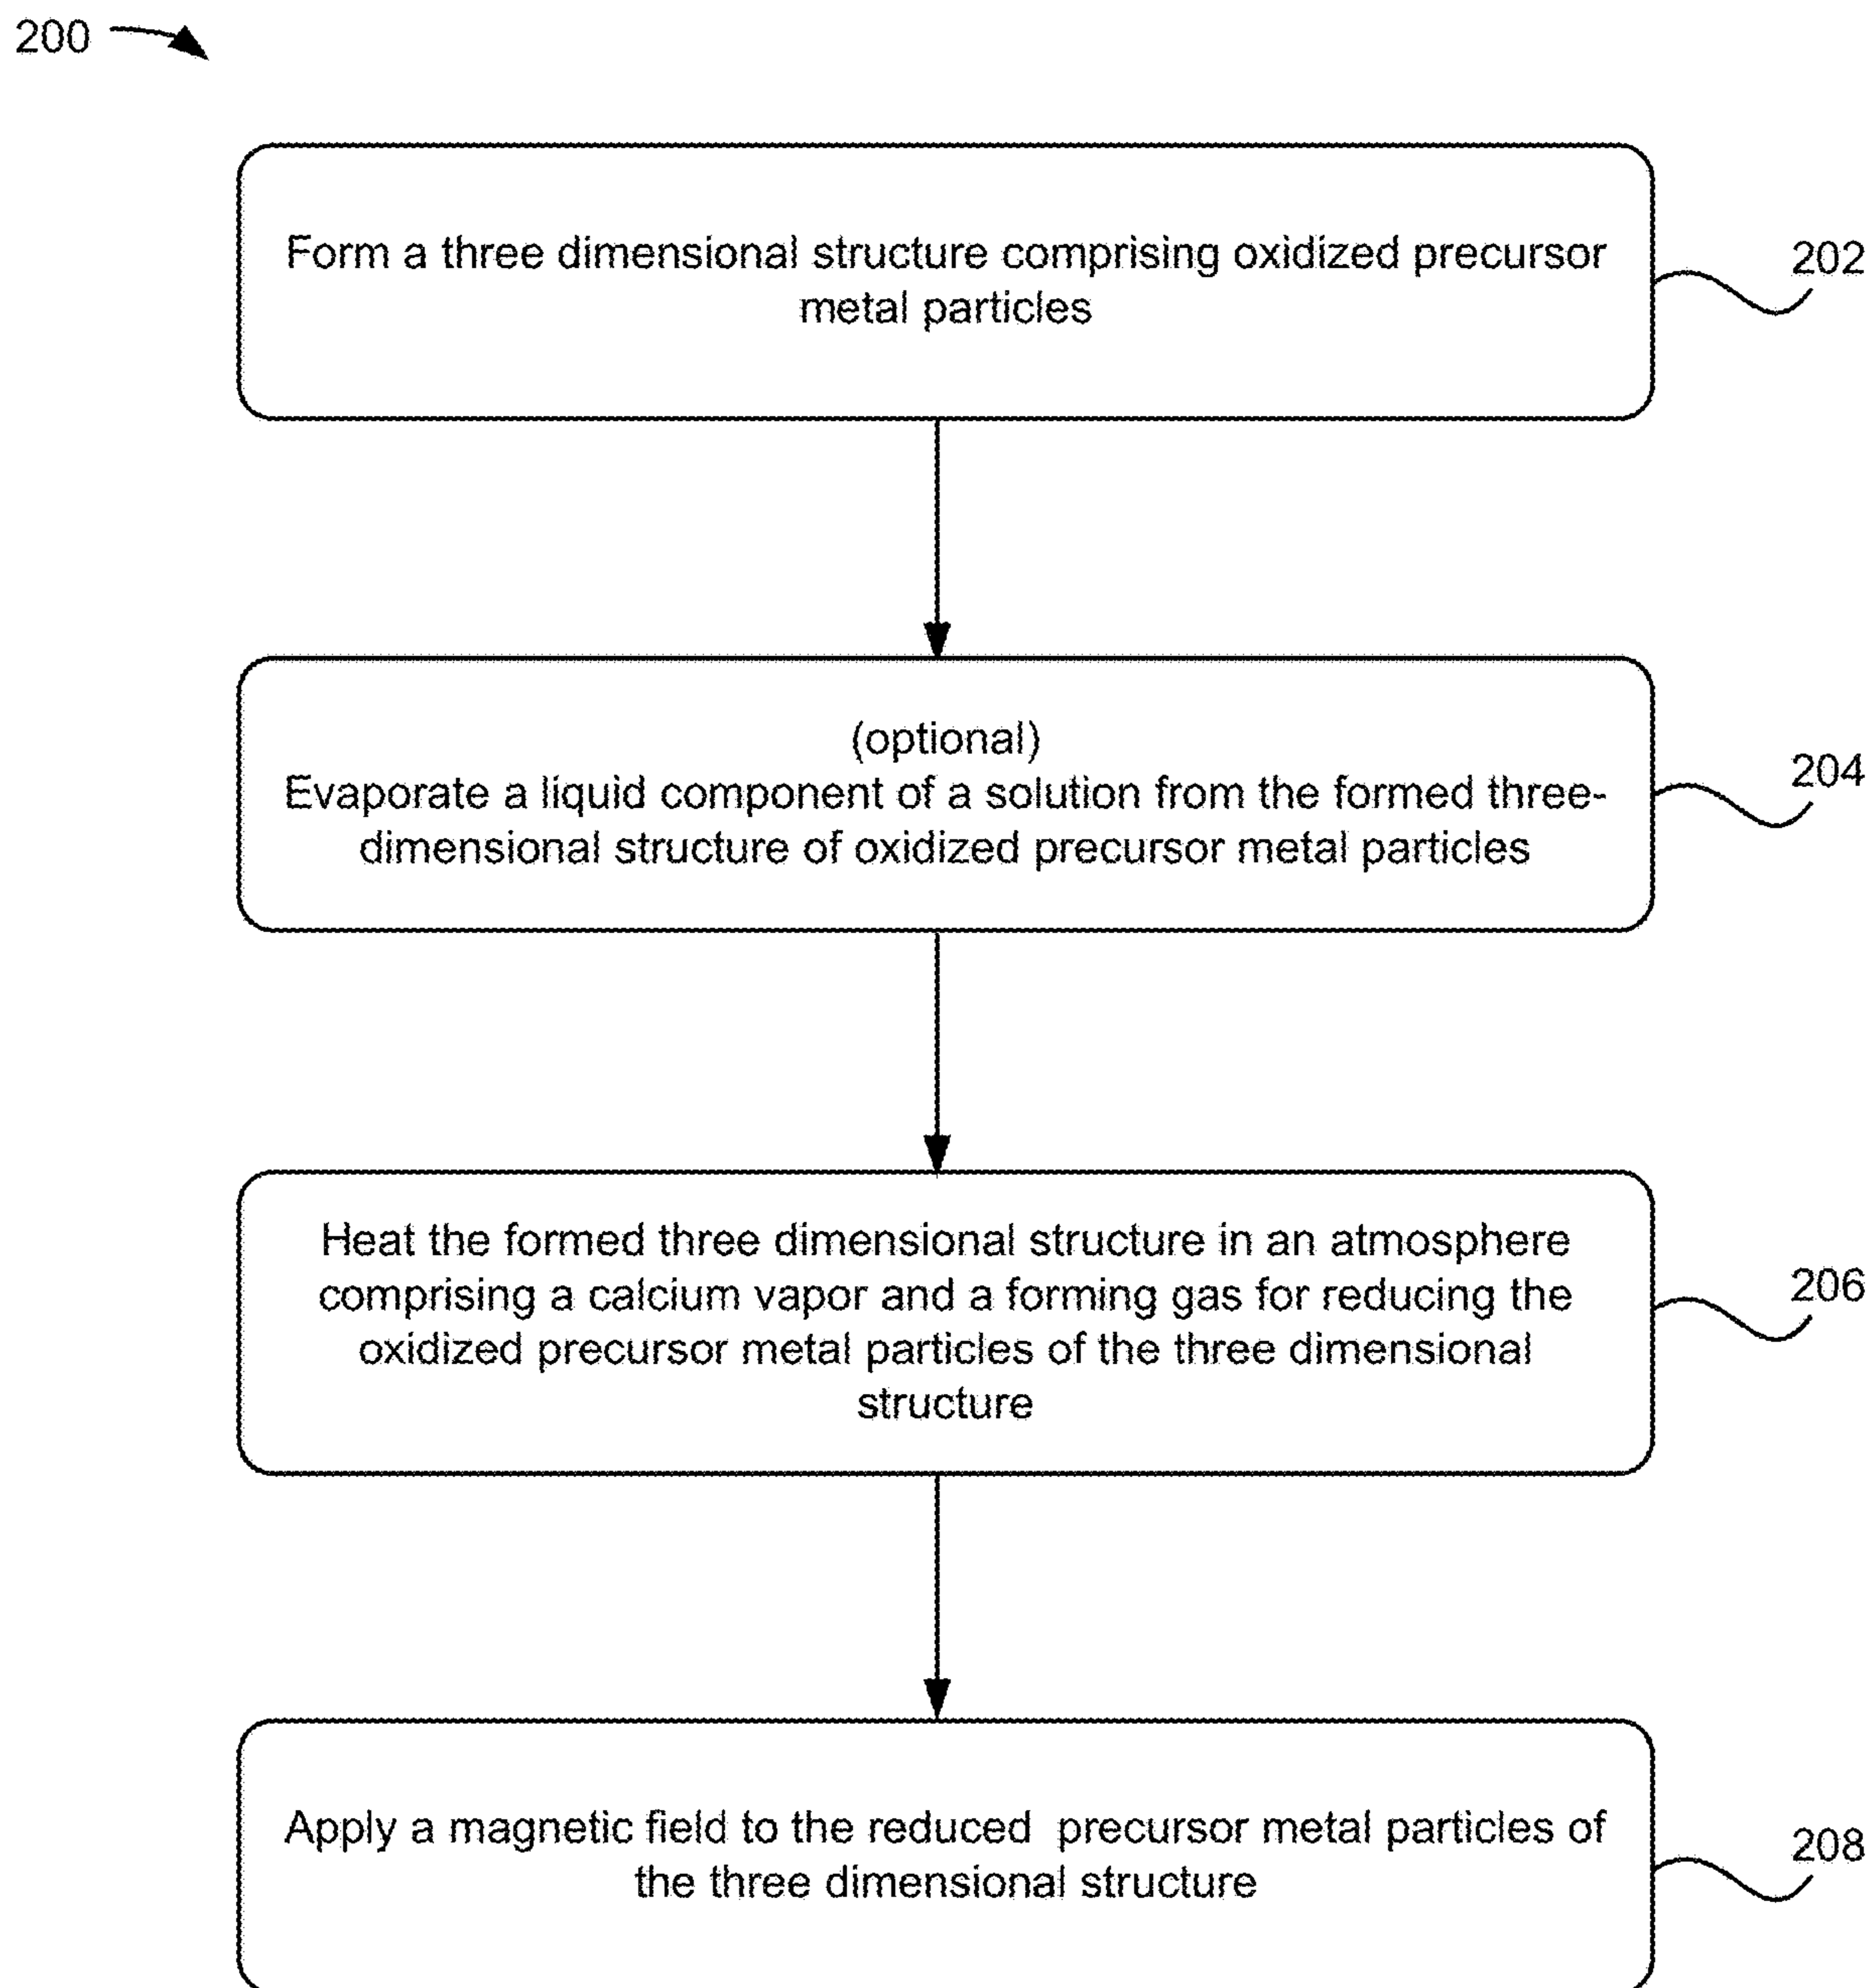 200
Form a three dimensional structure comprising oxidized precursor
metal particles
202
(optional)
Evaporate a liquid component of a solution from the formed three-
dimensional structure of oxidized precursor metal particles
204
Heat the formed three dimensional structure in an atmosphere
comprising a calcium vapor and a forming gas for reducing the
oxidized precursor metal particles of the three dimensional
structure
206
Apply a magnetic field to the reduced precursor metal particles of
the three dimensional structure
208